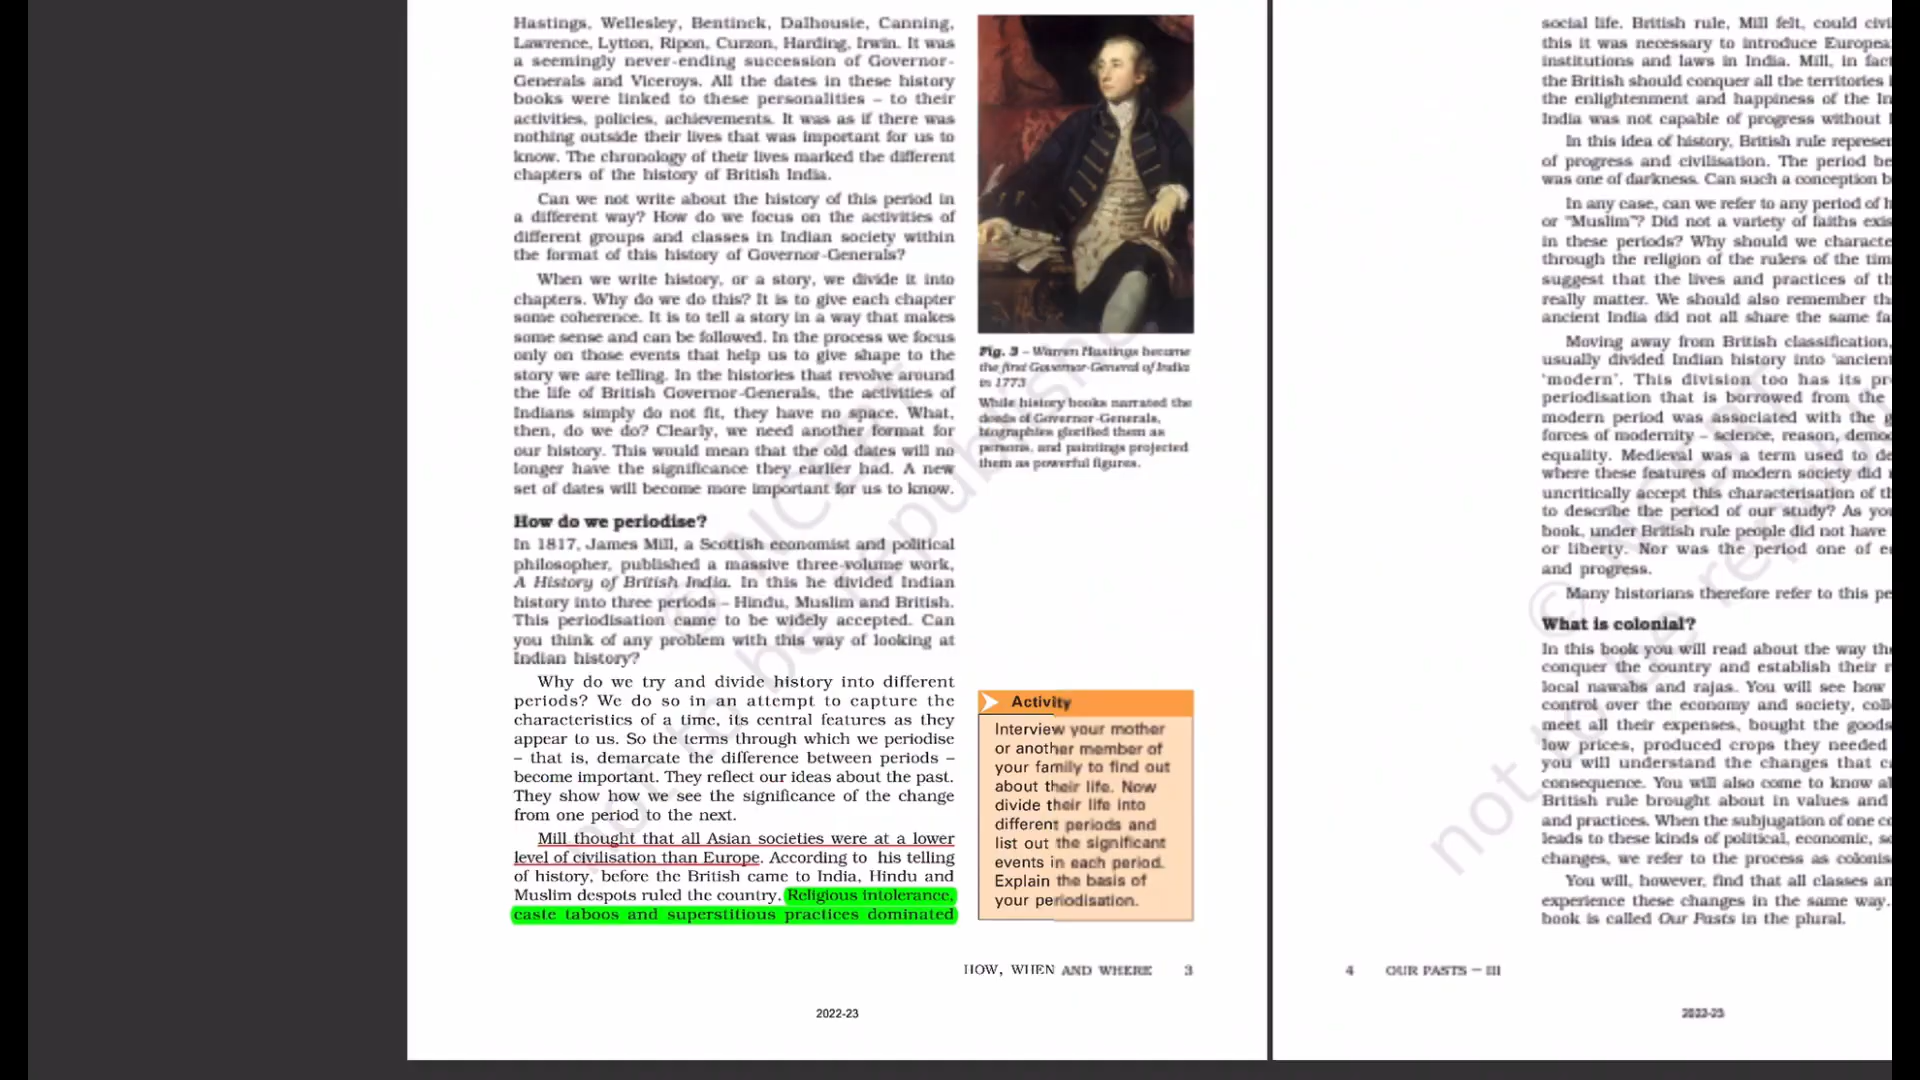 Hastings, Wellesley, Bentinck, Dalhousie, Canning,
Lawrence, Lytton, Ripon, Curzon, Harding, Irwin. It was
a seemingly never-ending succession of Governor-
Generals and Viceroys. All the dates in these history
books were linked to these personalities – to their
activities, policies, achievements. It was as if there was
nothing outside their lives that was important for us to
know. The chronology of their lives marked the different
chapters of the history of British India.
Can we not write about the history of this period in
a different way? How do we focus on the activities of
different groups and classes in Indian society within
the format of this history of Governor-Generals?
When we write history, or a story, we divide it into
chapters. Why do we do this? It is to give each chapter
some coherence. It is to tell a story in a way that makes
some sense and can be followed. In the process we focus
only on those events that help us to give shape to the
story we are telling. In the histories that revolve around
the life of British Governor-Generals, the activities of
Indians simply do not fit, they have no space. What,
then, do we do? Clearly, we need another format for
our history. This would mean that the old dates will no
longer have the significance they earlier had. A new
set of dates will become more important for us to know.
How do we periodise?
In 1817, James Mill, a Scottish economist and political
philosopher, published a massive three-volume work,
A History of British India. In this he divided Indian
history into three periods – Hindu, Muslim and British.
This periodisation came to be widely accepted. Can
you think of any problem with this way of looking at
Indian history?
Why do we try and divide history into different
periods? We do so in an attempt to capture the
characteristics of a time, its central features as they
appear to us. So the terms through which we periodise
– that is, demarcate the difference between periods –
become important. They reflect our ideas about the past.
They show how we see the significance of the change
from one period to the next.
Mill thought that all Asian societies were at a lower
level of civilisation than Europe. According to his telling
of history, before the British came to India, Hindu and
Muslim despots ruled the country. Religious intolerance,
caste taboos and superstitious practices dominated
Fig. 3 – Warren Hastings became
the first Governor-General of India
in 1773
While history books narrated the
deeds of Governor-Generals,
biographies glorified them as
persons, and paintings projected
them as powerful figures.
Activity
Interview your mother
or another member of
your family to find out
about their life. Now
divide their life into
different periods and
list out the significant
events in each period.
Explain the basis of
your periodisation.
HOW, WHEN AND WHERE 3
2022-23
© NCERT
not to be republished
social life. British rule, Mill felt, could civi
this it was necessary to introduce Europea
institutions and laws in India. Mill, in fact
the British should conquer all the territories
the enlightenment and happiness of the In
India was not capable of progress without
In this idea of history, British rule represen
of progress and civilisation. The period be
was one of darkness. Can such a conception b
In any case, can we refer to any period of h
or "Muslim"? Did not a variety of faiths exis
in these periods? Why should we characte
through the religion of the rulers of the tim
suggest that the lives and practices of th
really matter. We should also remember tha
ancient India did not all share the same fa
Moving away from British classification,
usually divided Indian history into 'ancient
'modern'. This division too has its pr
periodisation that is borrowed from the
modern period was associated with the g
forces of modernity – science, reason, demo
equality. Medieval was a term used to de
where these features of modern society did
uncritically accept this characterisation of th
to describe the period of our study? As you
book, under British rule people did not have
or liberty. Nor was the period one of e
and progress.
Many historians therefore refer to this pe
What is colonial?
In this book you will read about the way the
conquer the country and establish their r
local nawabs and rajas. You will see how
control over the economy and society, coll
meet all their expenses, bought the goods
low prices, produced crops they needed
you will understand the changes that c
consequence. You will also come to know a
British rule brought about in values and
and practices. When the subjugation of one co
leads to these kinds of political, economic, so
changes, we refer to the process as colonis
You will, however, find that all classes an
experience these changes in the same way.
book is called Our Pasts in the plural.
4 OUR PASTS – III
2022-23
© NCERT
not to be republ